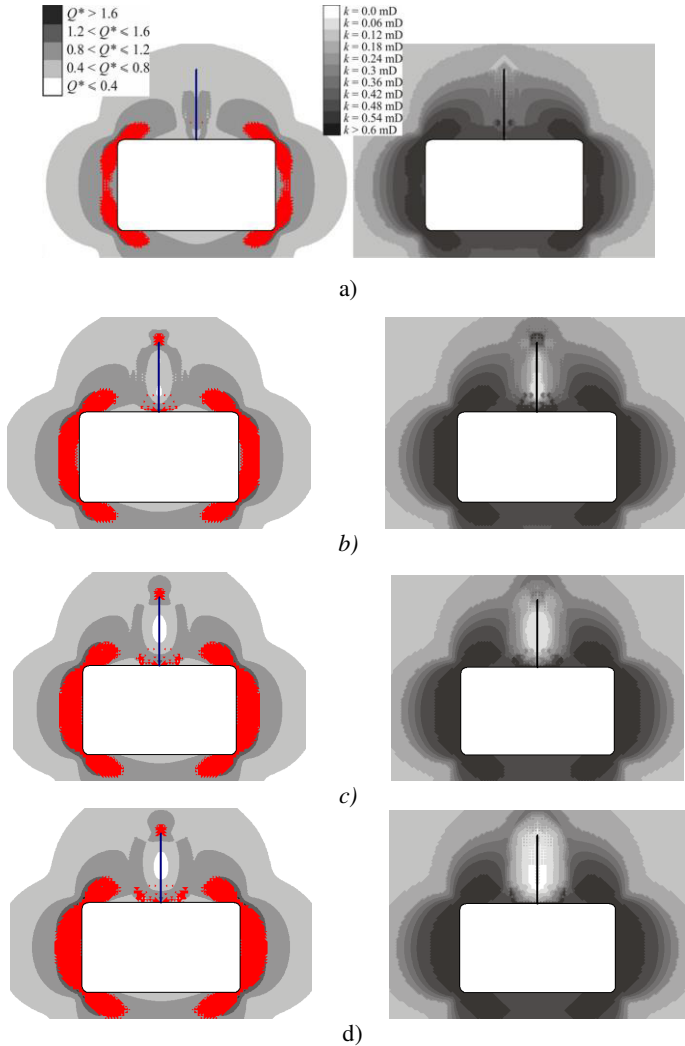 Q* > 1.6
1.2 < Q* ⩽ 1.6
0.8 < Q* ⩽ 1.2
0.4 < Q* ⩽ 0.8
Q* ⩽ 0.4
k = 0.0 mD
k = 0.06 mD
k = 0.12 mD
k = 0.18 mD
k = 0.24 mD
k = 0.3 mD
k = 0.36 mD
k = 0.42 mD
k = 0.48 mD
k = 0.54 mD
k > 0.6 mD
a)
b)
c)
d)